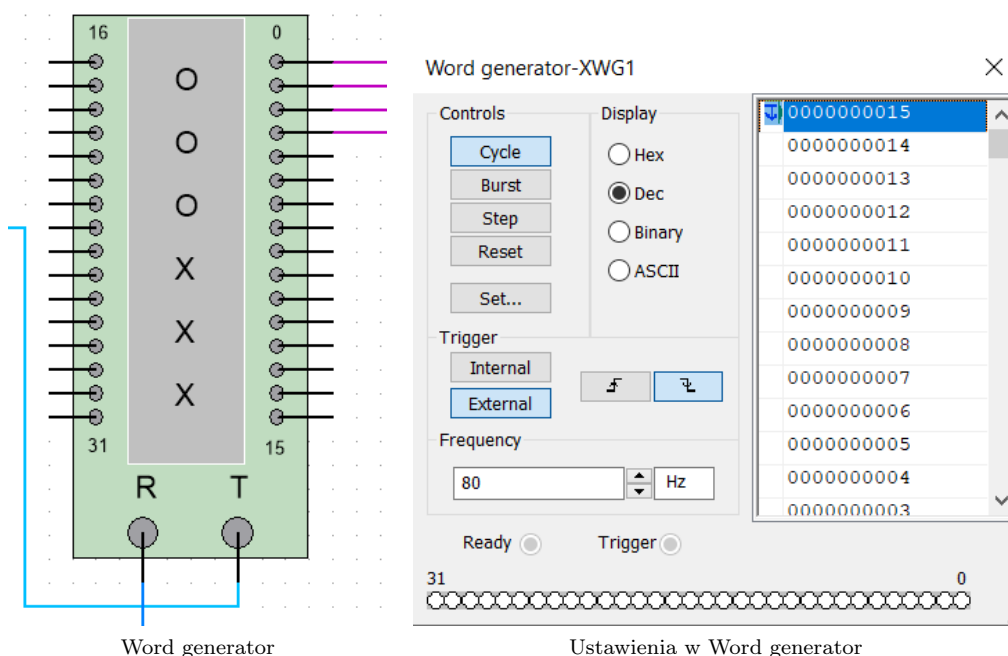 16 0
O
O
O
X
X
X
31 15
R T
Word generator
Word generator-XWG1
Controls
Cycle
Burst
Step
Reset
Set...
Display
Hex
Dec
Binary
ASCII
Trigger
Internal
External
Frequency
80 Hz
Ready Trigger
31 0
0000000015
0000000014
0000000013
0000000012
0000000011
0000000010
0000000009
0000000008
0000000007
0000000006
0000000005
0000000004
0000000003
Ustawienia w Word generator